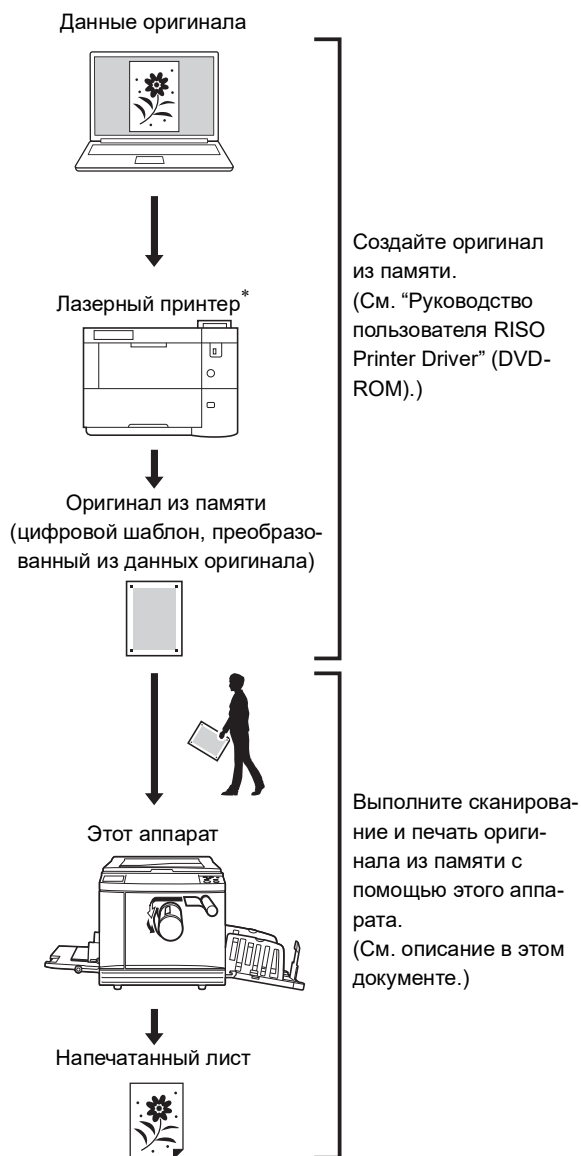 Данные оригинала
Лазерный принтер*
Оригинал из памяти
(цифровой шаблон, преобразо-
ванный из данных оригинала)
Создайте оригинал
из памяти.
(См. “Руководство
пользователя RISO
Printer Driver” (DVD-
ROM).)
Этот аппарат
Напечатанный лист
Выполните сканирова-
ние и печать ориги-
нала из памяти с
помощью этого аппа-
рата.
(См. описание в этом
документе.)